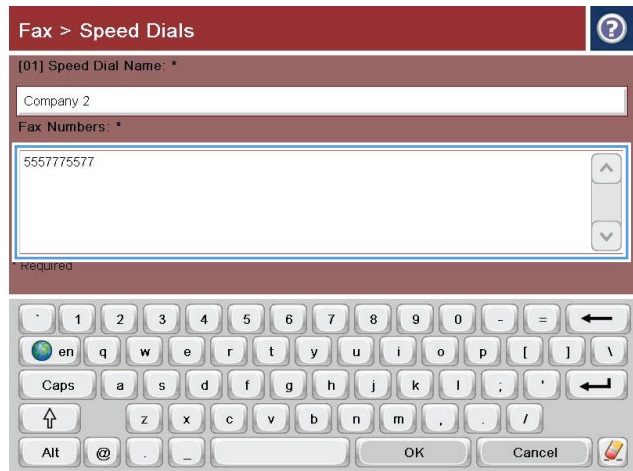 Fax > Speed Dials ?
[01] Speed Dial Name: *
Company 2
Fax Numbers: *
5557775577
* Required
` 1 2 3 4 5 6 7 8 9 0 - =
en q w e r t y u i o p [ ] \
Caps a s d f g h j k l ; '
z x c v b n m , . /
Alt @ . _ OK Cancel